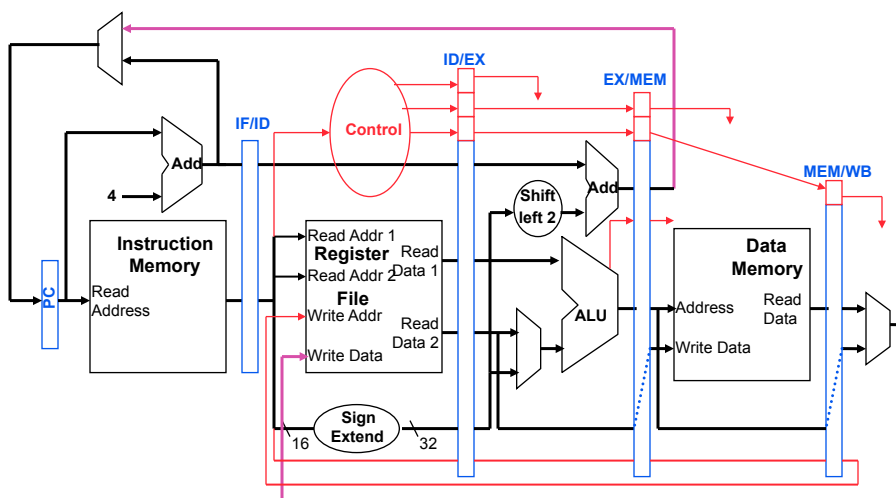 ID/EX
EX/MEM
IF/ID
Control
Add
MEM/WB
4
Shift
left 2
Add
Instruction
Memory
Read Addr 1
Register
Read Addr 2
File
Write Addr
Write Data
Read
Data 1
Read
Data 2
Data
Memory
PC
Read
Address
ALU
Address
Read
Data
Write Data
Sign
Extend
16
32